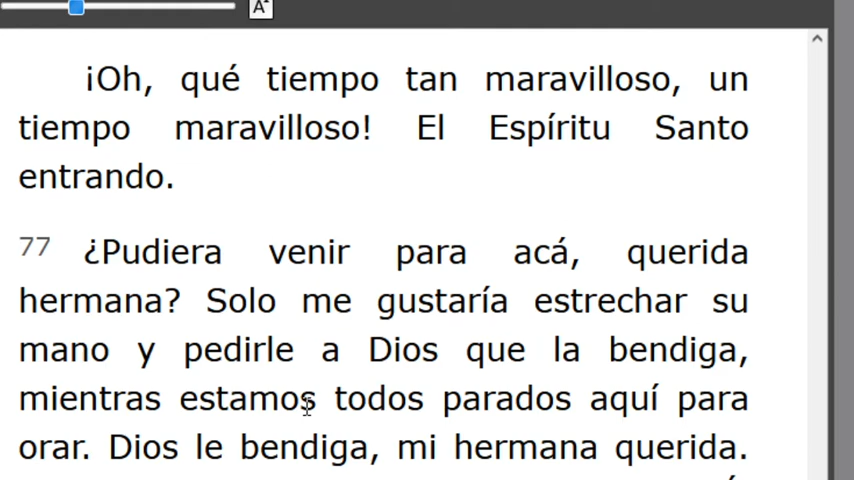 A
¡Oh, qué tiempo tan maravilloso, un
tiempo maravilloso! El Espíritu Santo
entrando.
77 ¿Pudiera venir para acá, querida
hermana? Solo me gustaría estrechar su
mano y pedirle a Dios que la bendiga,
mientras estamos todos parados aquí para
orar. Dios le bendiga, mi hermana querida.